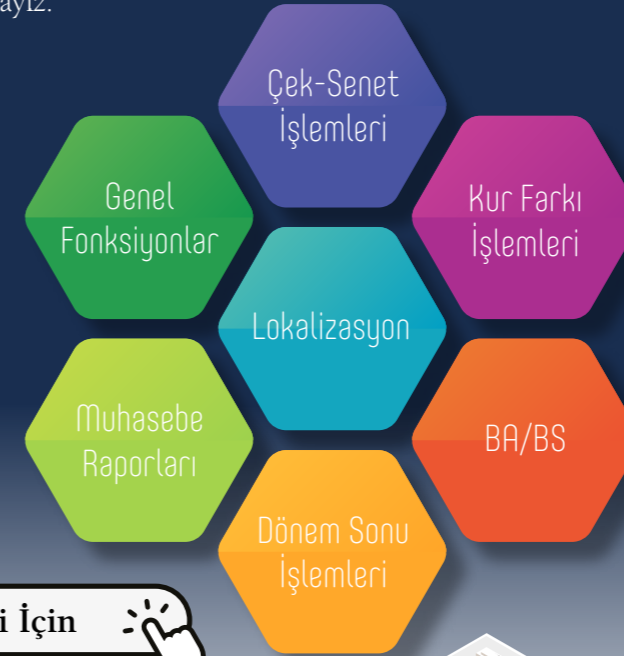 Çek-Senet
İşlemleri
Genel
Fonksiyonlar
Kur Farkı
İşlemleri
Lokalizasyon
Muhasebe
Raporları
BA/BS
Dönem Sonu
İşlemleri
İçin